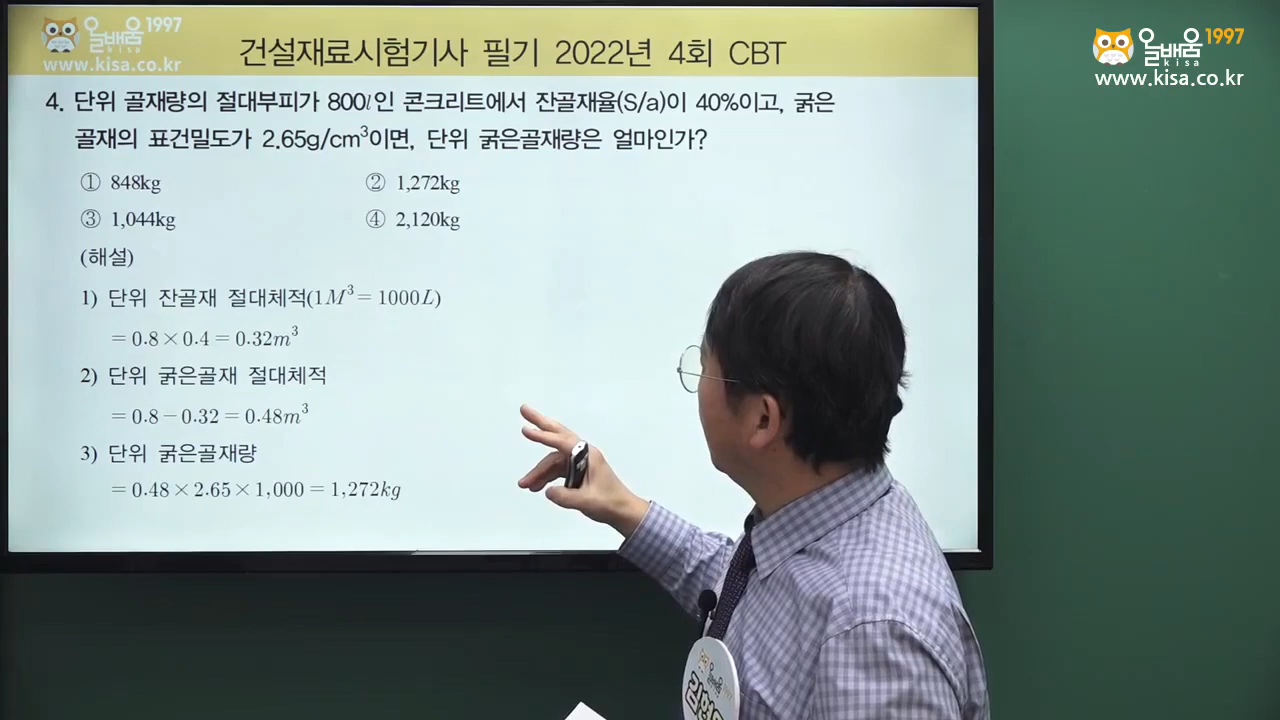 올배움 1997
kisa
www.kisa.co.kr
건설재료시험기사 필기 2022년 4회 CBT
올배움 1997
kisa
www.kisa.co.kr
4. 단위 골재량의 절대부피가 800l인 콘크리트에서 잔골재율(S/a)이 40%이고, 굵은
골재의 표건밀도가 2.65g/cm³이면, 단위 굵은골재량은 얼마인가?
① 848kg ② 1,272kg
③ 1,044kg ④ 2,120kg
(해설)
1) 단위 잔골재 절대체적(1M³ = 1000L)
= 0.8 × 0.4 = 0.32m³
2) 단위 굵은골재 절대체적
= 0.8 − 0.32 = 0.48m³
3) 단위 굵은골재량
= 0.48 × 2.65 × 1,000 = 1,272kg